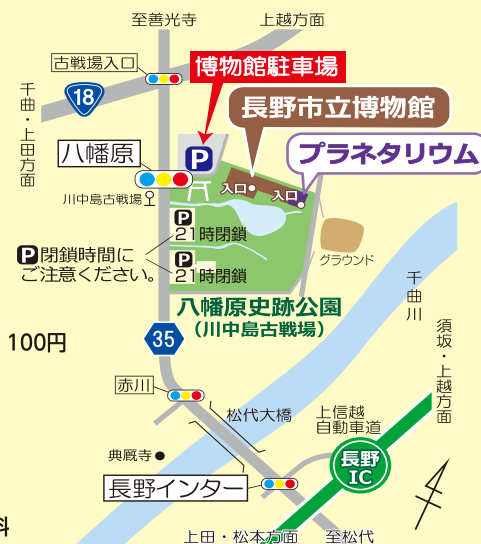 至善光寺
上越方面
古戦場入口
博物館駐車場
18
長野市立博物館
千曲・上田方面
八幡原
P
プラネタリウム
入口
入口
川中島古戦場
P
21時閉鎖
P閉鎖時間に
ご注意ください。
P
21時閉鎖
グラウンド
千曲川
八幡原史跡公園
(川中島古戦場)
須坂・上越方面
100円
35
赤川
松代大橋
上信越
自動車道
典厩寺
長野
IC
長野インター
料
上田・松本方面
至松代